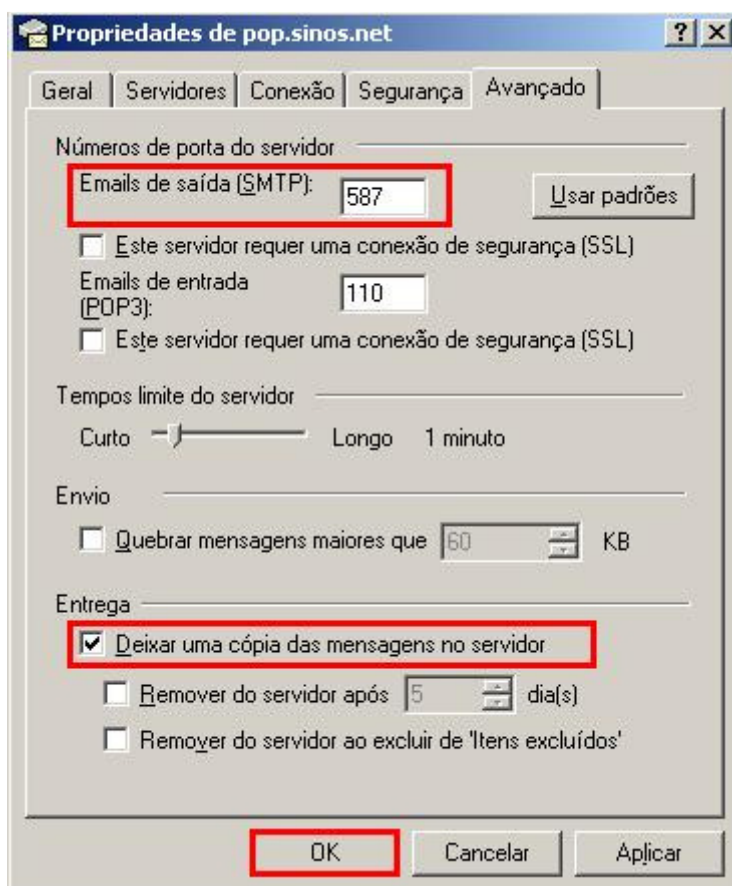 Propriedades de pop.sinos.net
Geral Servidores Conexão Segurança Avançado
Números de porta do servidor
Emails de saída (SMTP): 587 Usar padrões
Este servidor requer uma conexão de segurança (SSL)
Emails de entrada
(POP3): 110
Este servidor requer uma conexão de segurança (SSL)
Tempos limite do servidor
Curto Longo 1 minuto
Envio
Quebrar mensagens maiores que 60 KB
Entrega
Deixar uma cópia das mensagens no servidor
Remover do servidor após 5 dia(s)
Remover do servidor ao excluir de 'Itens excluídos'
OK Cancelar Aplicar